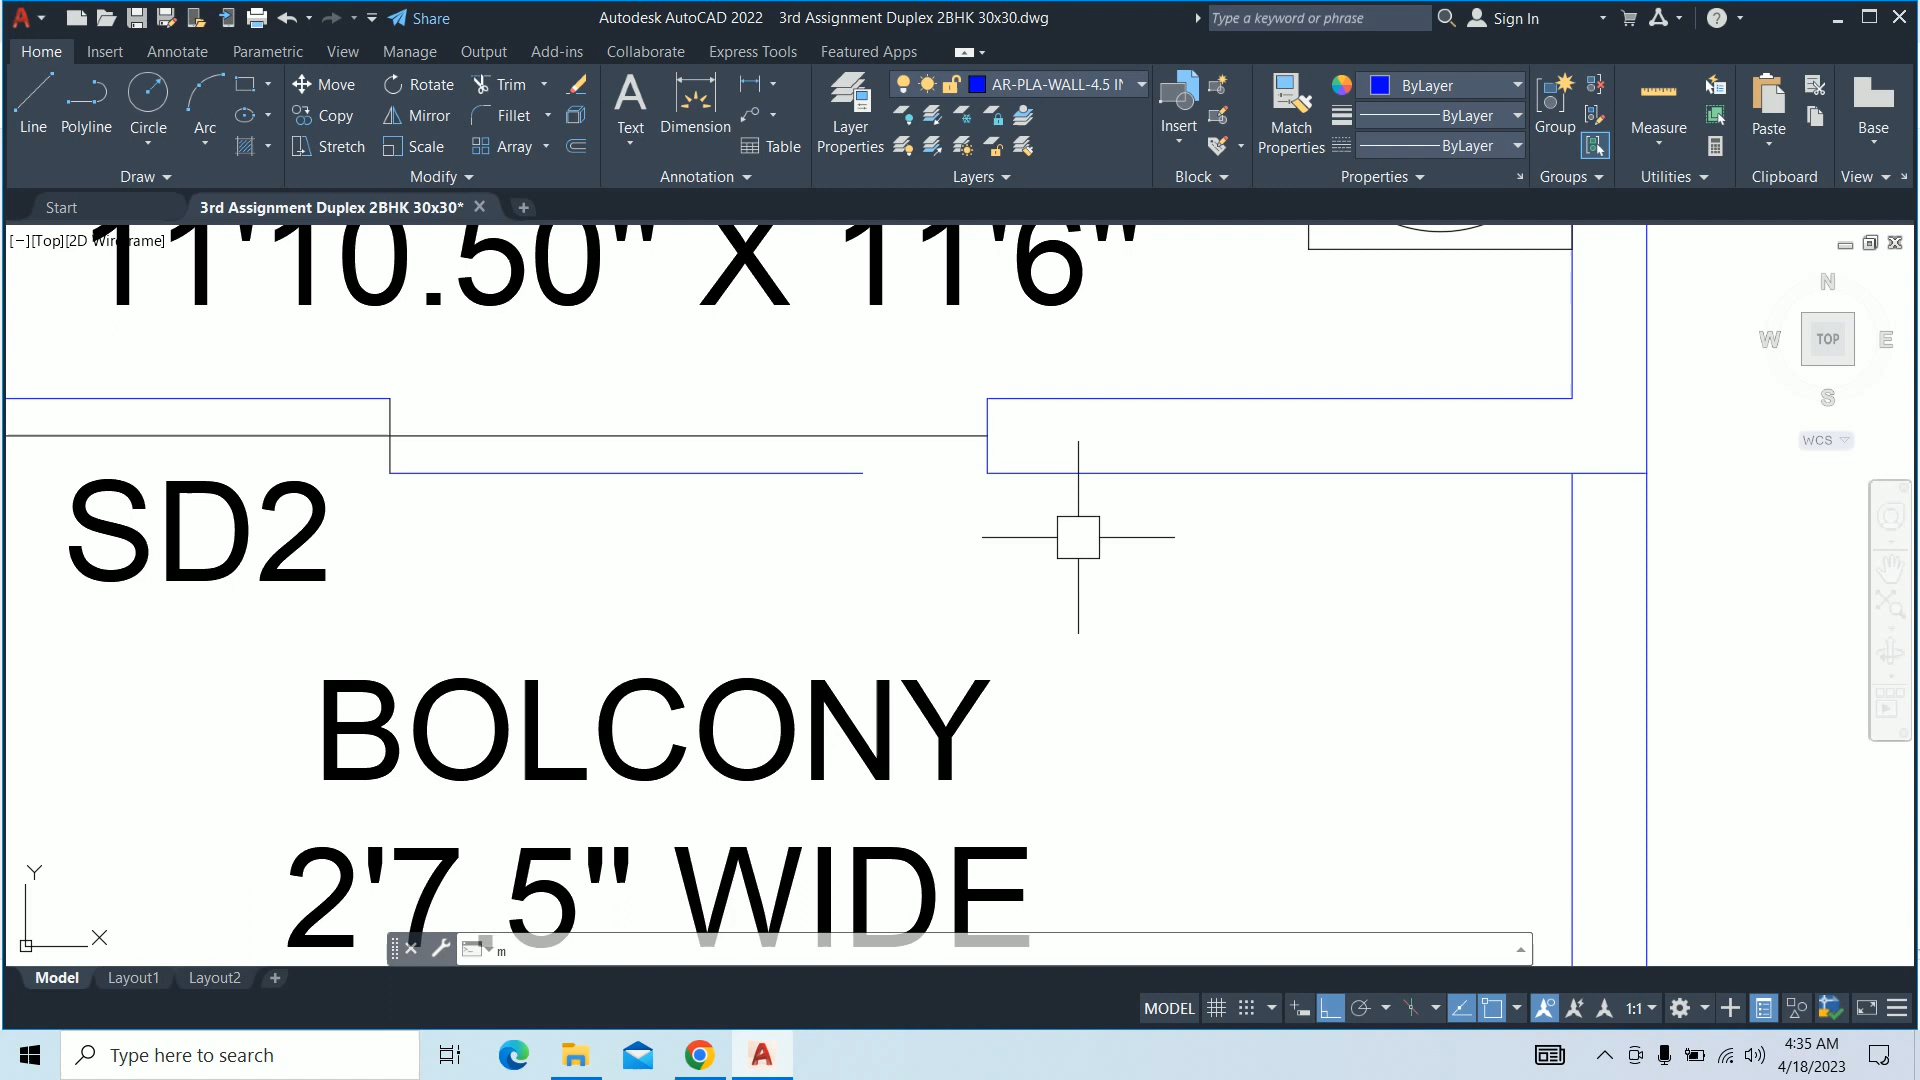 Share
Autodesk AutoCAD 2022 3rd Assignment Duplex 2BHK 30x30.dwg
Type a keyword or phrase
Sign In
Home Insert Annotate Parametric View Manage Output Add-ins Collaborate Express Tools Featured Apps
Line
Polyline
Circle
Arc
Draw
Move Rotate Trim
Copy Mirror Fillet
Stretch Scale Array
Modify
Text
Dimension
Table
Annotation
Layer
Properties
AR-PLA-WALL-4.5 IN
Layers
Insert
Block
Match
Properties
ByLayer
ByLayer
ByLayer
Properties
Group
Groups
Measure
Utilities
Paste
Clipboard
Base
View
Start
3rd Assignment Duplex 2BHK 30x30*
[−][Top][2D Wireframe]
11'10.50" X 11'6"
N
W TOP E
S
WCS
SD2
BOLCONY
2'7.5" WIDE
Y
X
m
Model Layout1 Layout2
MODEL
1:1
Type here to search
4:35 AM
4/18/2023